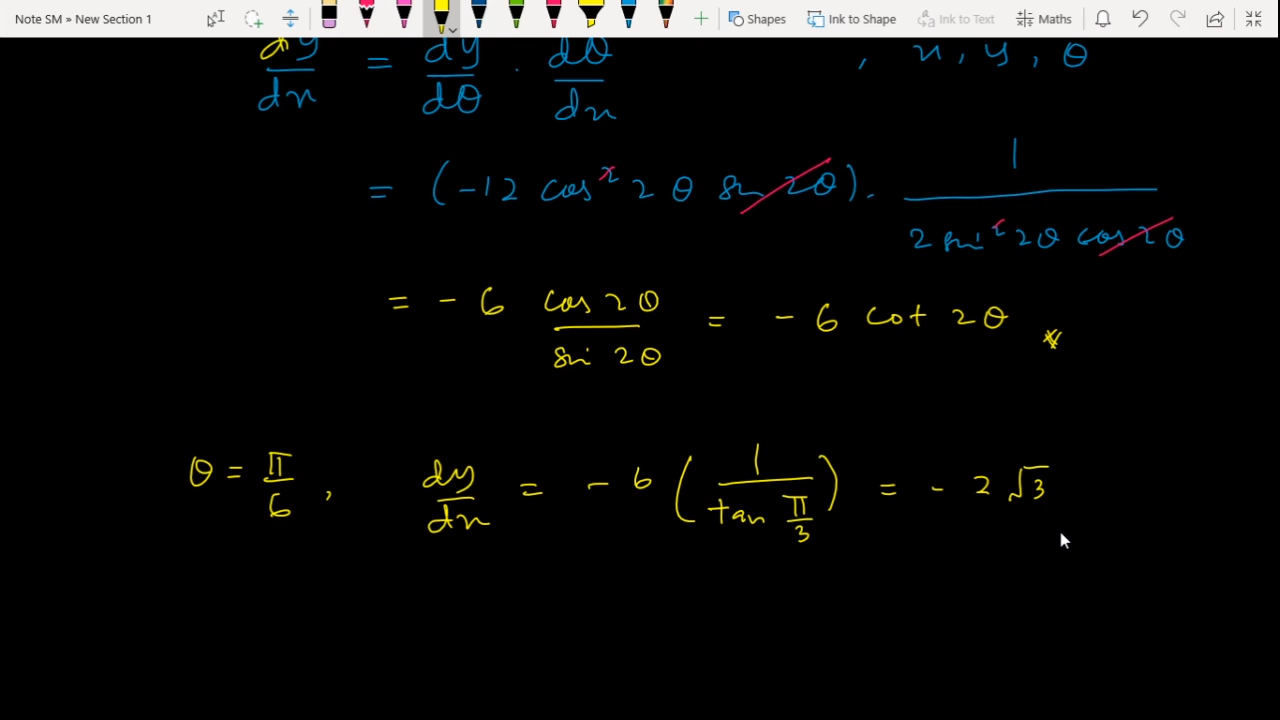 Note SM » New Section 1
Shapes Ink to Shape Ink to Text Maths
dy/dx = dy/dθ · dθ/dx , x, y, θ
= (-12 cos² 2θ sin 2θ) . 1/(2 sin² 2θ cos 2θ)
= - 6 cos 2θ/sin 2θ = - 6 cot 2θ
θ = π/6 , dy/dx = - 6 (1/tan π/3) = - 2 √3